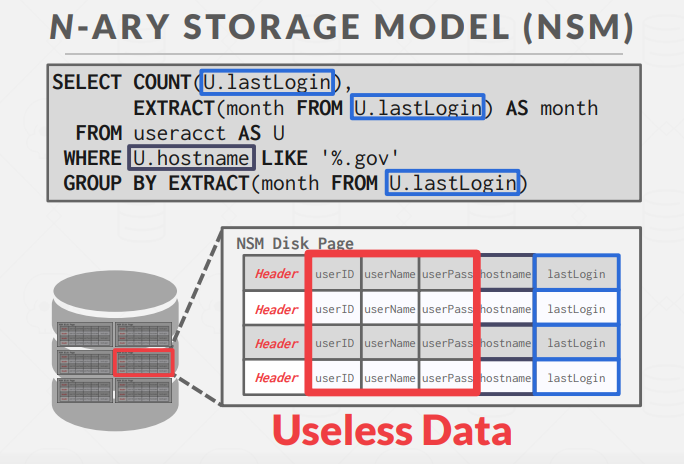 N-ARY STORAGE MODEL (NSM)
SELECT COUNT(U.lastLogin),
EXTRACT(month FROM U.lastLogin) AS month
FROM useracct AS U
WHERE U.hostname LIKE '%.gov'
GROUP BY EXTRACT(month FROM U.lastLogin)
NSM Disk Page
Header userID userName userPass hostname lastLogin
Header userID userName userPass hostname lastLogin
Header userID userName userPass hostname lastLogin
Header userID userName userPass hostname lastLogin
Useless Data